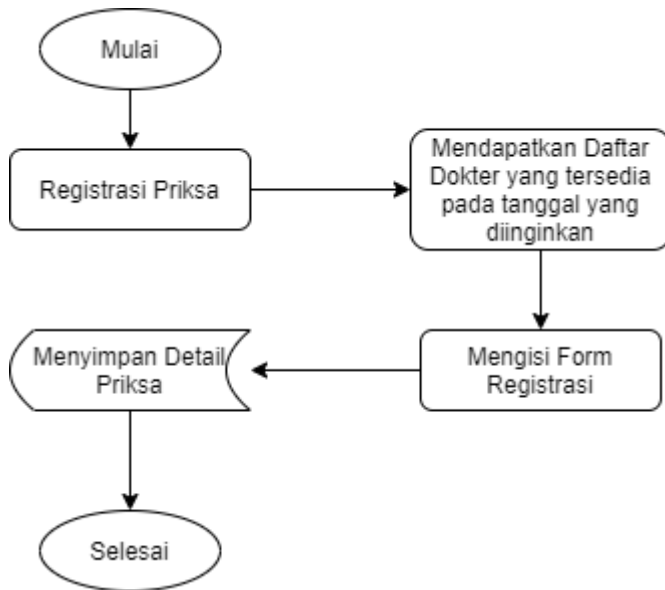 Mulai
Registrasi Priksa
Mendapatkan Daftar
Dokter yang tersedia
pada tanggal yang
diinginkan
Mengisi Form
Registrasi
Menyimpan Detail
Priksa
Selesai